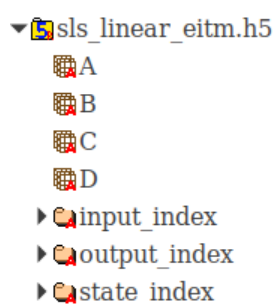 sls_linear_eitm.h5
A
B
C
D
input_index
output_index
state_index